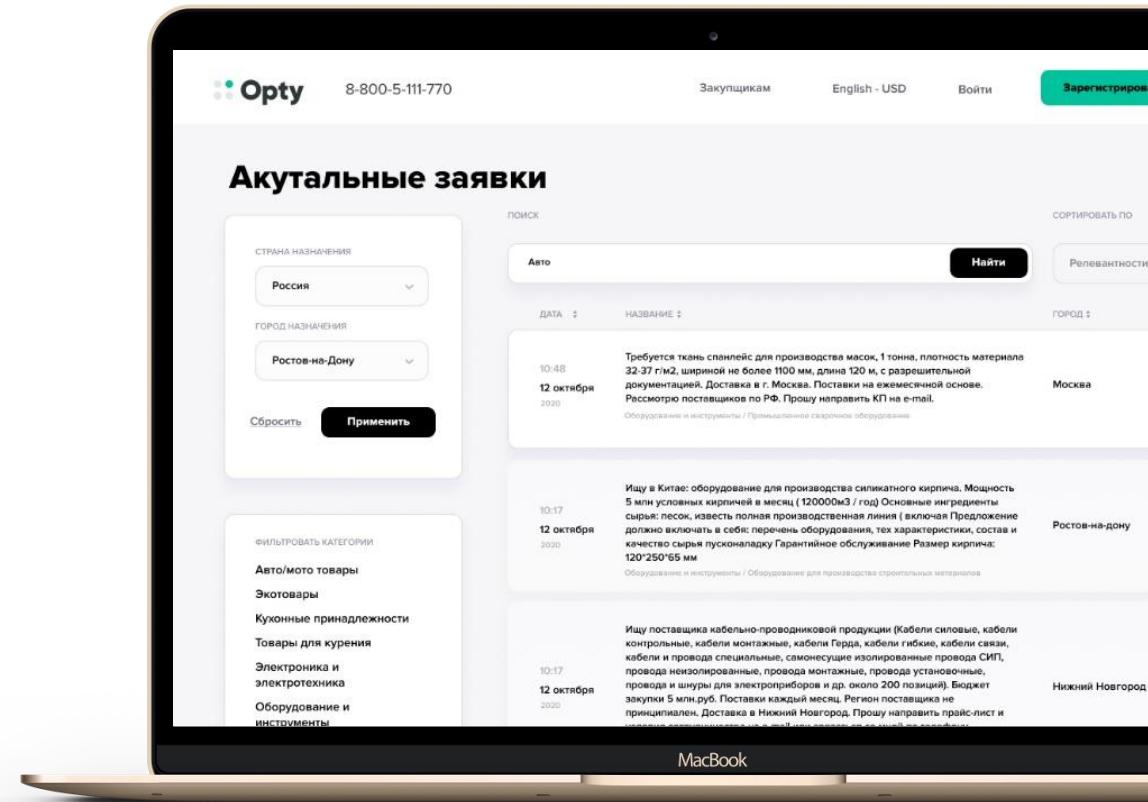 Opty
8-800-5-111-770
Закупщикам
English - USD
Войти
Зарегистриров
Акутальные заявки
СТРАНА НАЗНАЧЕНИЯ
Россия
ГОРОД НАЗНАЧЕНИЯ
Ростов-на-Дону
Сбросить
Применить
ФИЛЬТРОВАТЬ КАТЕГОРИИ
Авто/мото товары
Экотовары
Кухонные принадлежности
Товары для курения
Электроника и
электротехника
Оборудование и
инструменты
ПОИСК
СОРТИРОВАТЬ ПО
Авто
Найти
Релевантности
ДАТА
НАЗВАНИЕ
ГОРОД
10:48
12 октября
2020
Требуется ткань спанлейс для производства масок, 1 тонна, плотность материала
32-37 г/м2, шириной не более 1100 мм, длина 120 м, с разрешительной
документацией. Доставка в г. Москва. Поставки на ежемесячной основе.
Рассмотрю поставщиков по РФ. Прошу направить КП на e-mail.
Оборудование и инструменты / Промышленное сварочное оборудование
Москва
10:17
12 октября
2020
Ищу в Китае: оборудование для производства силикатного кирпича. Мощность
5 млн условных кирпичей в месяц ( 120000м3 / год) Основные ингредиенты
сырья: песок, известь полная производственная линия ( включая Предложение
должно включать в себя: перечень оборудования, тех характеристики, состав и
качество сырья пусконаладку Гарантийное обслуживание Размер кирпича:
120*250*65 мм
Оборудование и инструменты / Оборудование для производства строительных материалов
Ростов-на-дону
10:17
12 октября
2020
Ищу поставщика кабельно-проводниковой продукции (Кабели силовые, кабели
контрольные, кабели монтажные, кабели Герда, кабели гибкие, кабели связи,
кабели и провода специальные, самонесущие изолированные провода СИП,
провода неизолированные, провода монтажные, провода установочные,
провода и шнуры для электроприборов и др. около 200 позиций). Бюджет
закупки 5 млн.руб. Поставки каждый месяц. Регион поставщика не
принципиален. Доставка в Нижний Новгород. Прошу направить прайс-лист и
Нижний Новгород
MacBook